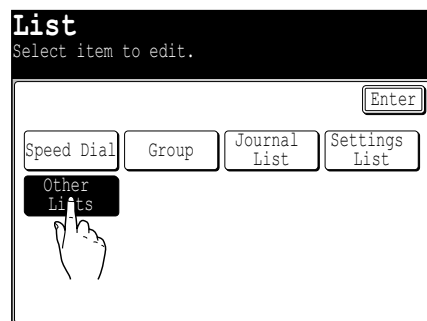 List
Select item to edit.
Enter
Speed Dial
Group
Journal
List
Settings
List
Other
Lists